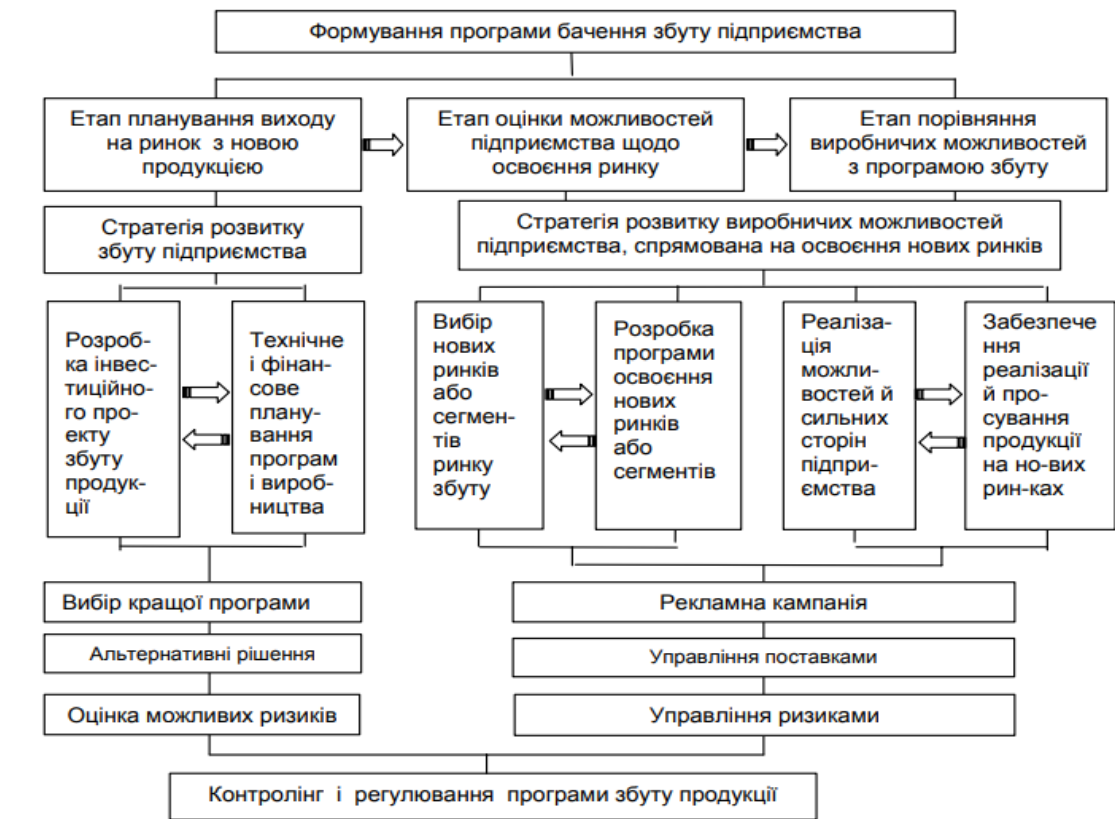 Формування програми бачення збуту підприємства
Етап планування виходу
на ринок з новою
продукцією
Етап оцінки можливостей
підприємства щодо
освоєння ринку
Етап порівняння
виробничих можливостей
з програмою збуту
Стратегія розвитку
збуту підприємства
Стратегія розвитку виробничих можливостей
підприємства, спрямована на освоєння нових ринків
Розроб-
ка інвес-
тиційно-
го про-
екту
збуту
продук-
ції
Технічне
і фінан-
сове
плану-
вання
програм
і вироб-
ництва
Вибір
нових
ринків
або
сегмен-
тів
ринку
збуту
Розробка
програми
освоєння
нових
ринків
або
сегментів
Реаліза-
ція
можли-
востей й
сильних
сторін
підпри-
ємства
Забезпече
ення
реалізації
й про-
сування
продукції
на но-вих
рин-ках
Вибір кращої програми
Альтернативні рішення
Оцінка можливих ризиків
Рекламна кампанія
Управління поставками
Управління ризиками
Контролінг і регулювання програми збуту продукції